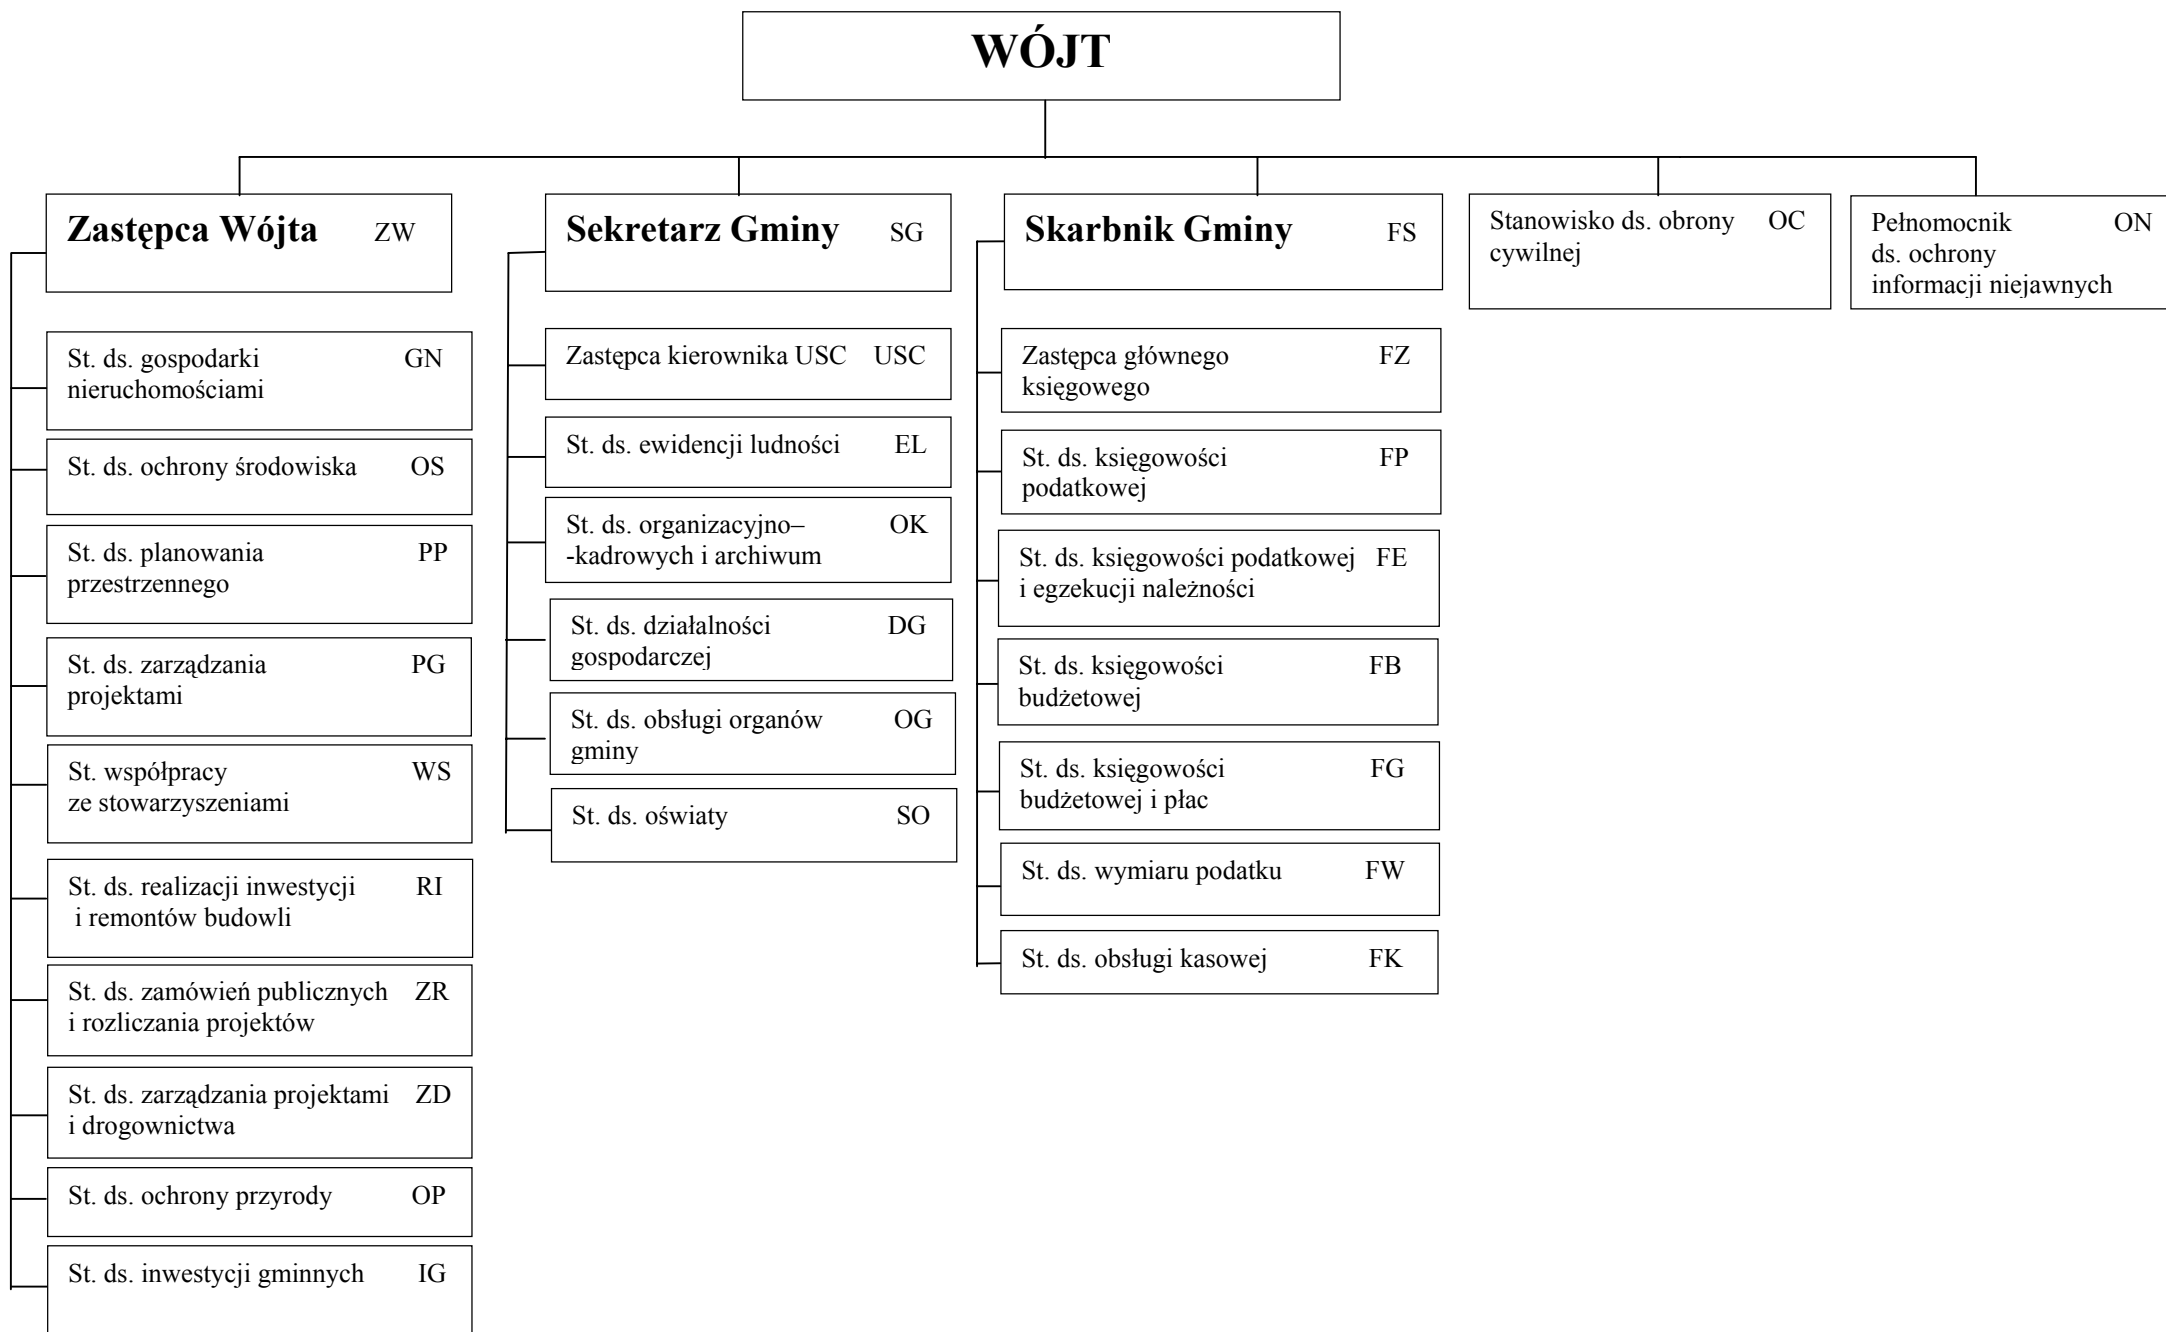 WÓJT
Zastępca Wójta ZW
St. ds. gospodarki GN
nieruchomościami
St. ds. ochrony środowiska OS
St. ds. planowania PP
przestrzennego
St. ds. zarządzania PG
projektami
St. współpracy WS
ze stowarzyszeniami
St. ds. realizacji inwestycji RI
i remontów budowli
St. ds. zamówień publicznych ZR
i rozliczania projektów
St. ds. zarządzania projektami ZD
i drogownictwa
St. ds. ochrony przyrody OP
St. ds. inwestycji gminnych IG
Sekretarz Gminy SG
Zastępca kierownika USC USC
St. ds. ewidencji ludności EL
St. ds. organizacyjno– OK
-kadrowych i archiwum
St. ds. działalności DG
gospodarczej
St. ds. obsługi organów OG
gminy
St. ds. oświaty SO
Skarbnik Gminy FS
Zastępca głównego FZ
księgowego
St. ds. księgowości FP
podatkowej
St. ds. księgowości podatkowej FE
i egzekucji należności
St. ds. księgowości FB
budżetowej
St. ds. księgowości FG
budżetowej i płac
St. ds. wymiaru podatku FW
St. ds. obsługi kasowej FK
Stanowisko ds. obrony OC
cywilnej
Pełnomocnik ON
ds. ochrony
informacji niejawnych